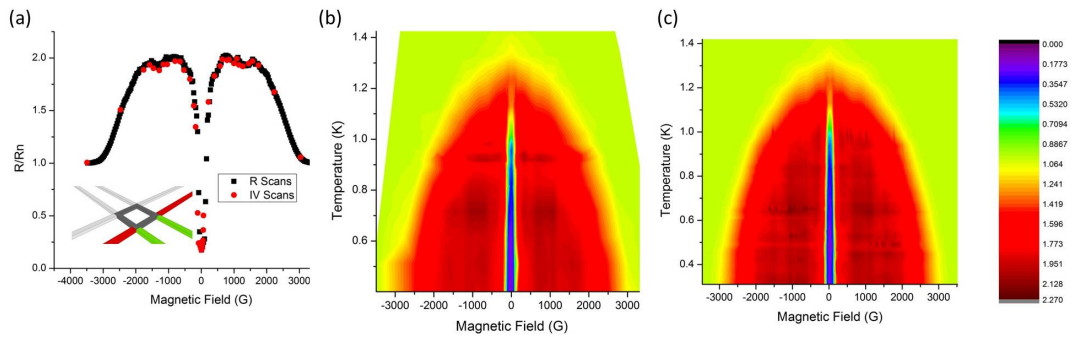 (a)
2.0
1.5
1.0
0.5
0.0
R/Rn
R Scans
IV Scans
-4000 -3000 -2000 -1000 0 1000 2000 3000
Magnetic Field (G)
(b)
1.4
1.2
1.0
0.8
0.6
Temperature (K)
-3000 -2000 -1000 0 1000 2000 3000
Magnetic Field (G)
(c)
1.4
1.2
1.0
0.8
0.6
0.4
Temperature (K)
-3000 -2000 -1000 0 1000 2000 3000
Magnetic Field (G)
0.000
0.1773
0.3547
0.5320
0.7094
0.8867
1.064
1.241
1.419
1.596
1.773
1.951
2.128
2.270